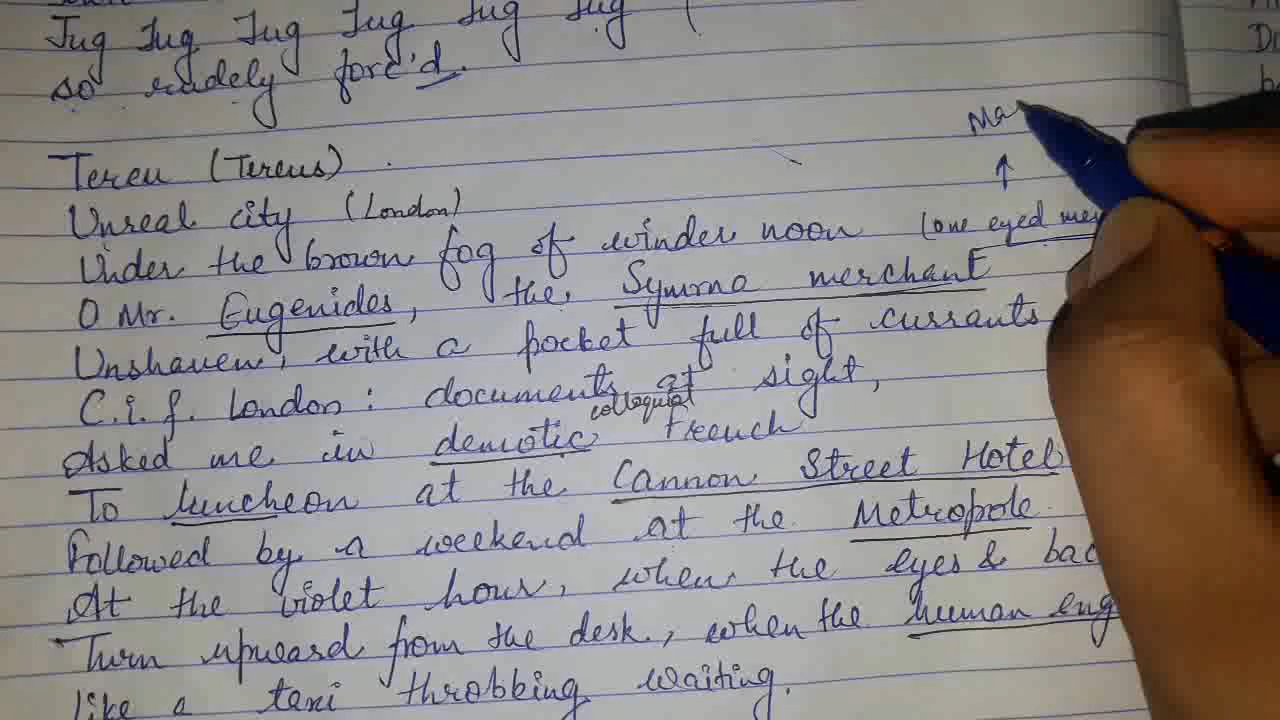 Jug Jug Jug Jug Jug Jug (
so rudely forc'd.
Tereu (Tereus)
Unreal city (London)
Under the brown fog of winder noon
O Mr. Eugenides, the Symrna merchant
Unshaven, with a pocket full of currants
C.i.f. London: documents at sight,
Asked me in demotic colloquial French
To luncheon at the Cannon Street Hotel
followed by a weekend at the Metropole
At the violet hour, when the eyes & bac
Turn upward from the desk, when the human eng
like a taxi throbbing waiting.
Ma
↑
(one eyed mer